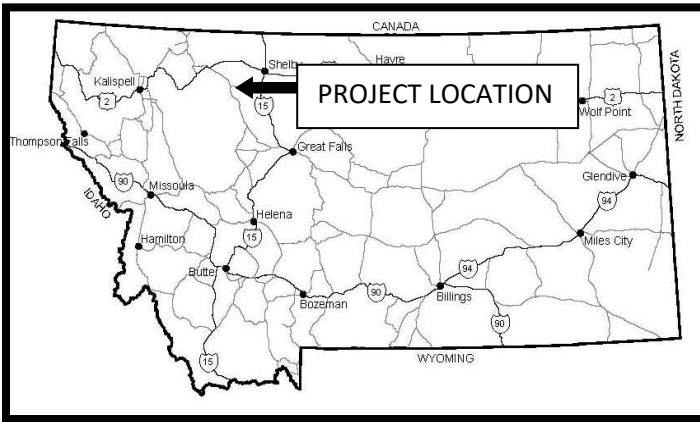 CANADA
Shelby
Havre
Kalispell
2
15
PROJECT LOCATION
2
Wolf Point
NORTH DAKOTA
Thompson Falls
Great Falls
90
Missoula
Glendive
94
IDAHO
Helena
15
Hamilton
Miles City
Butte
94
Bozeman
90
Billings
90
15
WYOMING